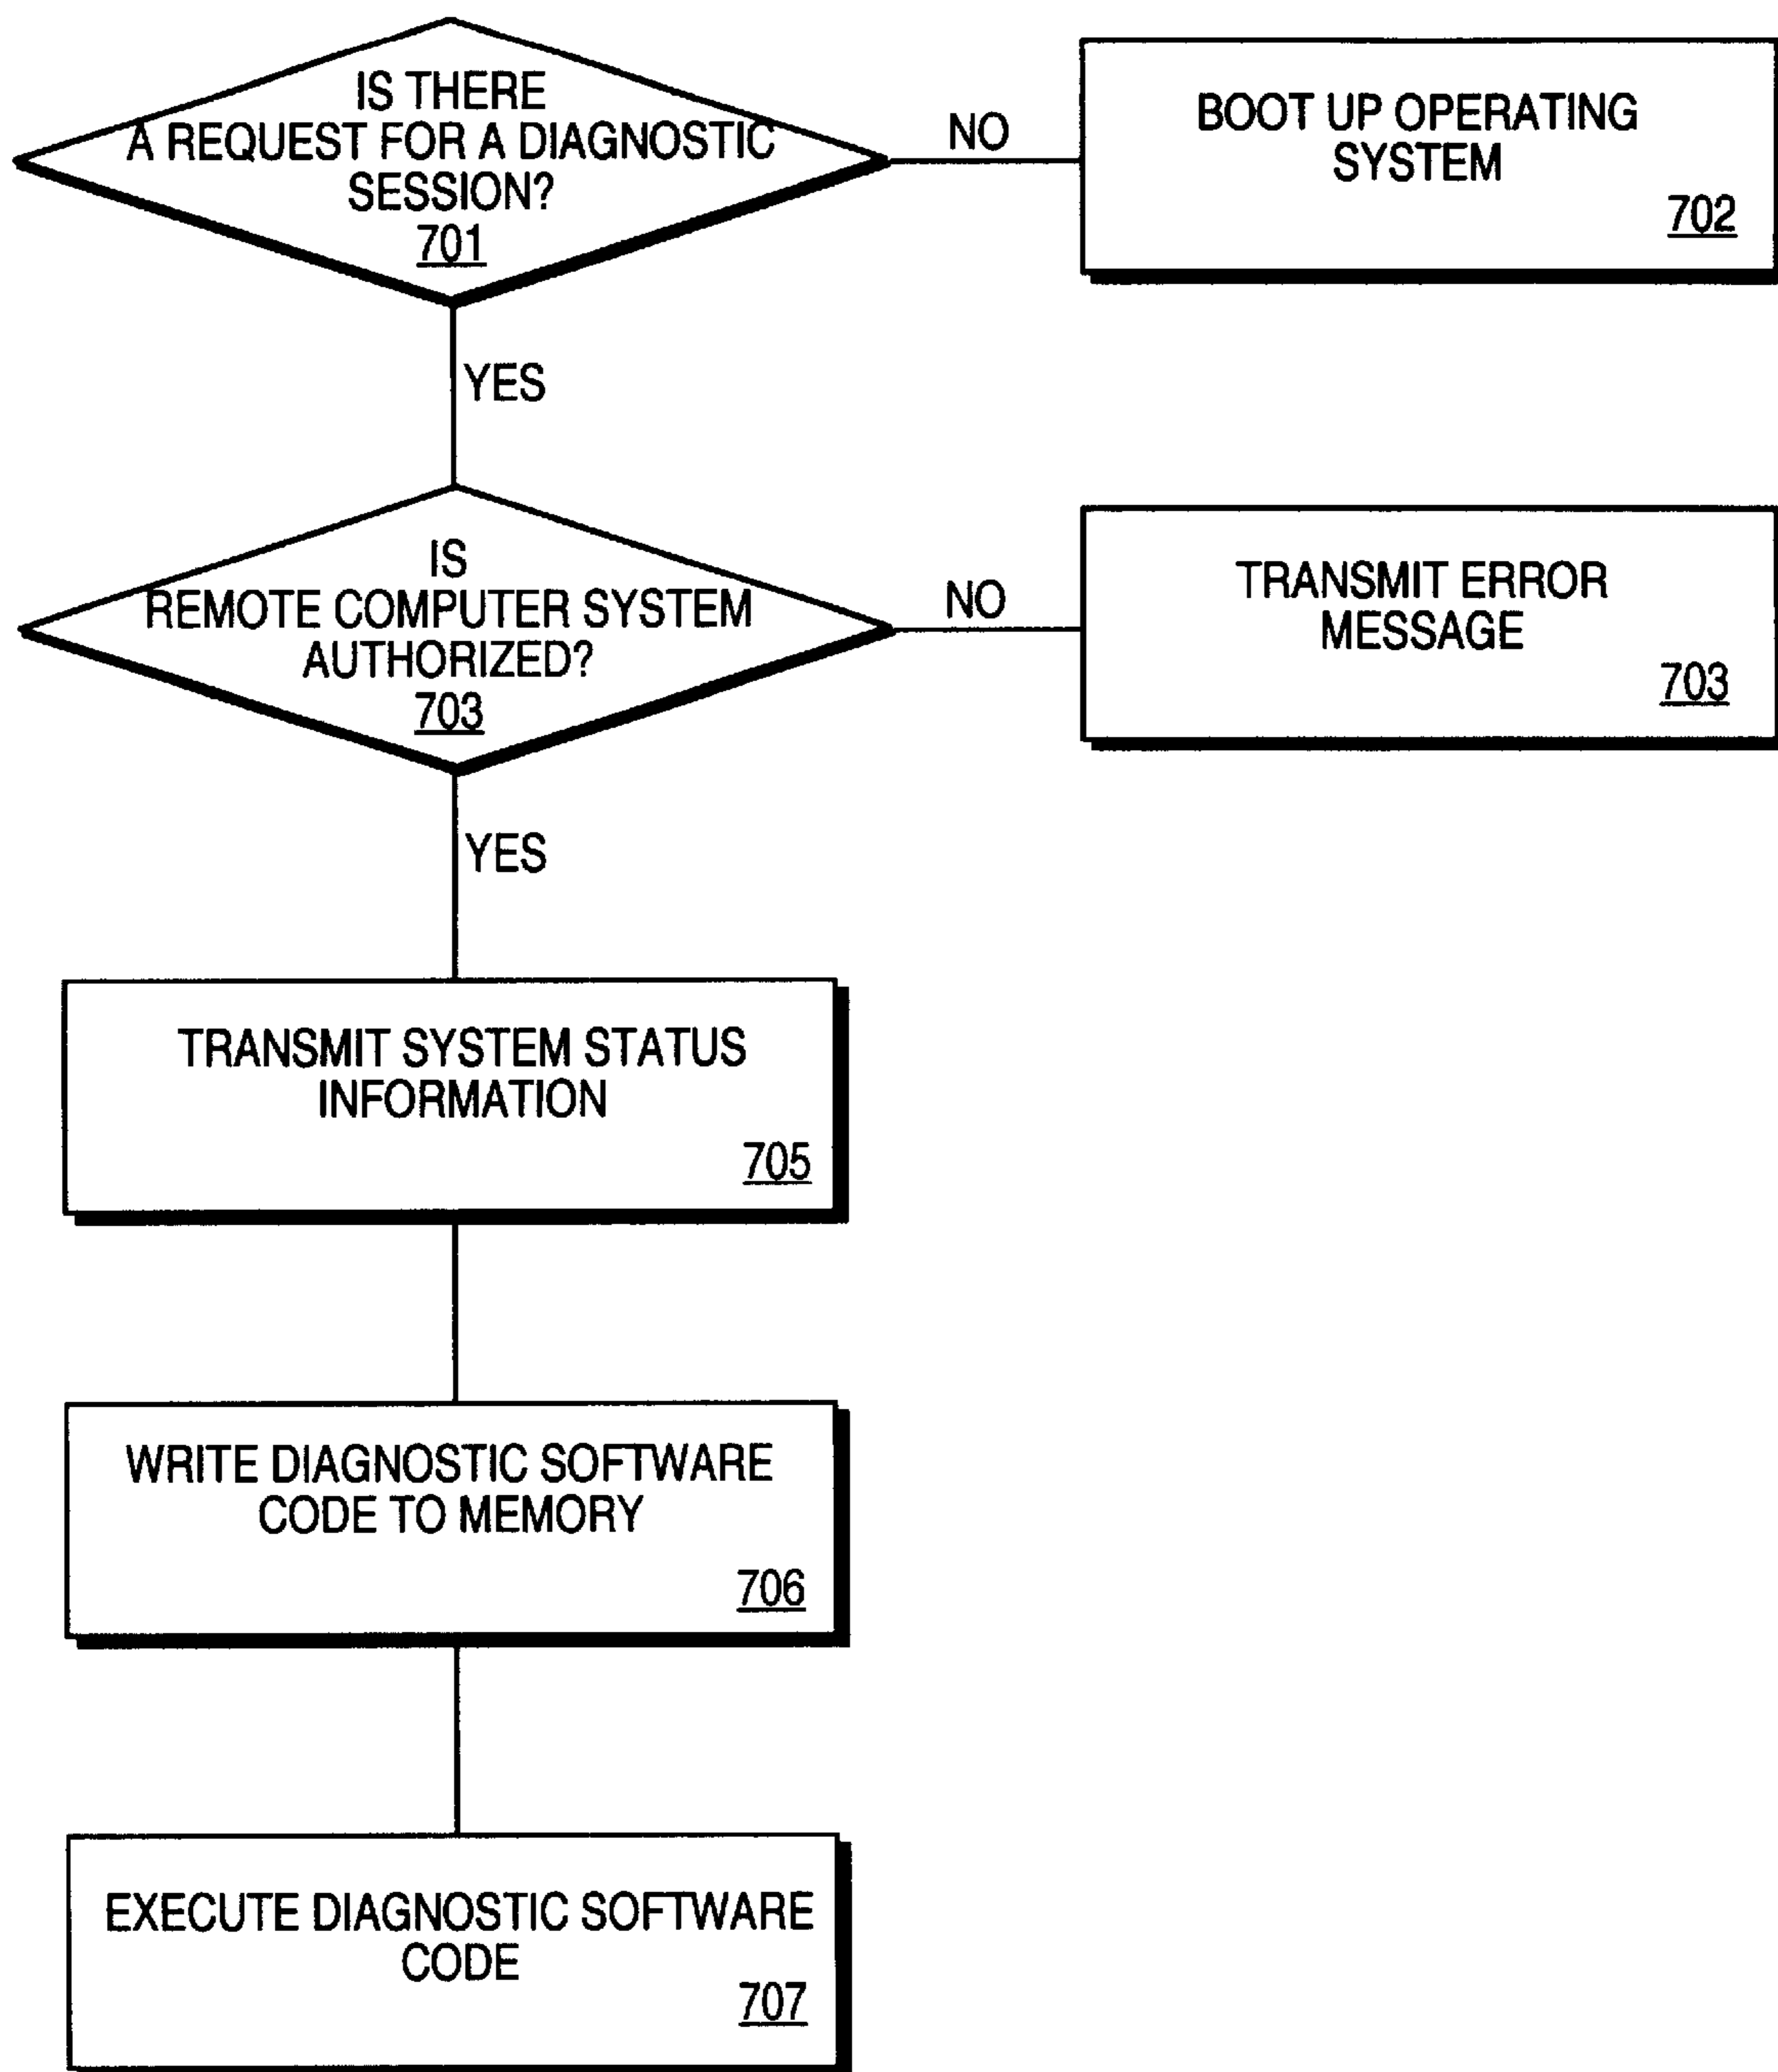 IS THERE
A REQUEST FOR A DIAGNOSTIC
SESSION?
701
NO
BOOT UP OPERATING
SYSTEM
702
YES
IS
REMOTE COMPUTER SYSTEM
AUTHORIZED?
703
NO
TRANSMIT ERROR
MESSAGE
703
YES
TRANSMIT SYSTEM STATUS
INFORMATION
705
WRITE DIAGNOSTIC SOFTWARE
CODE TO MEMORY
706
EXECUTE DIAGNOSTIC SOFTWARE
CODE
707